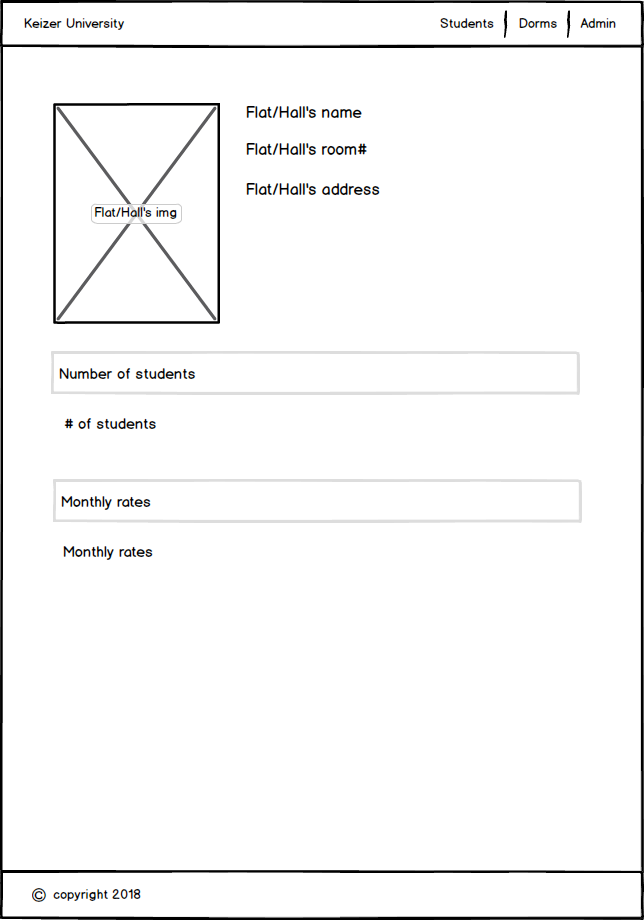 Keizer University
Students
Dorms
Admin
Flat/Hall's name
Flat/Hall's room#
Flat/Hall's address
Flat/Hall's img
Number of students
# of students
Monthly rates
Monthly rates
© copyright 2018